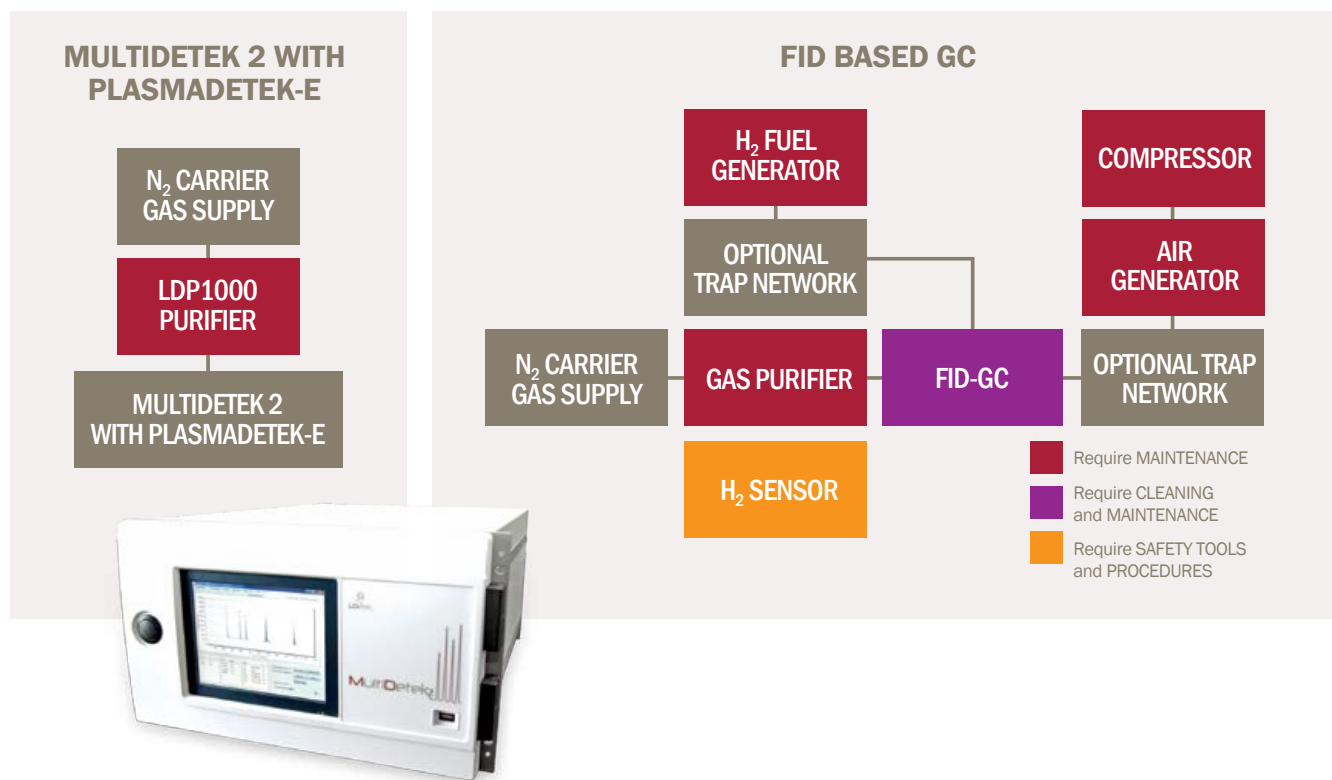 MULTIDETEK 2 WITH
PLASMADETEK-E
N₂ CARRIER
GAS SUPPLY
LDP1000
PURIFIER
MULTIDETEK 2
WITH PLASMADETEK-E
FID BASED GC
H₂ FUEL
GENERATOR
COMPRESSOR
OPTIONAL
TRAP NETWORK
AIR
GENERATOR
N₂ CARRIER
GAS SUPPLY
GAS PURIFIER
FID-GC
OPTIONAL TRAP
NETWORK
H₂ SENSOR
Require MAINTENANCE
Require CLEANING
and MAINTENANCE
Require SAFETY TOOLS
and PROCEDURES
MultiDetek2